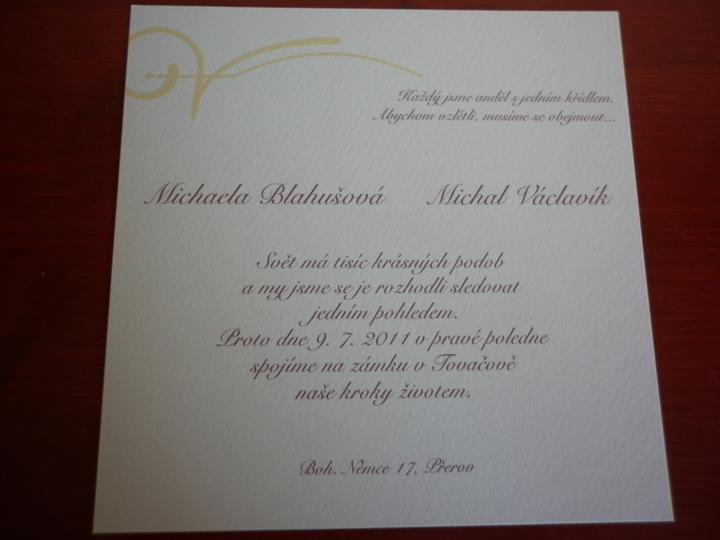 Každý jsme anděl s jedním křídlem.
Abychom vzlétli, musíme se obejmout...
Michaela Blahušová Michal Václavík
Svět má tisíc krásných podob
a my jsme se je rozhodli sledovat
jedním pohledem.
Proto dne 9. 7. 2011 v pravé poledne
spojíme na zámku v Tovačově
naše kroky životem.
Boh. Němce 17, Přerov